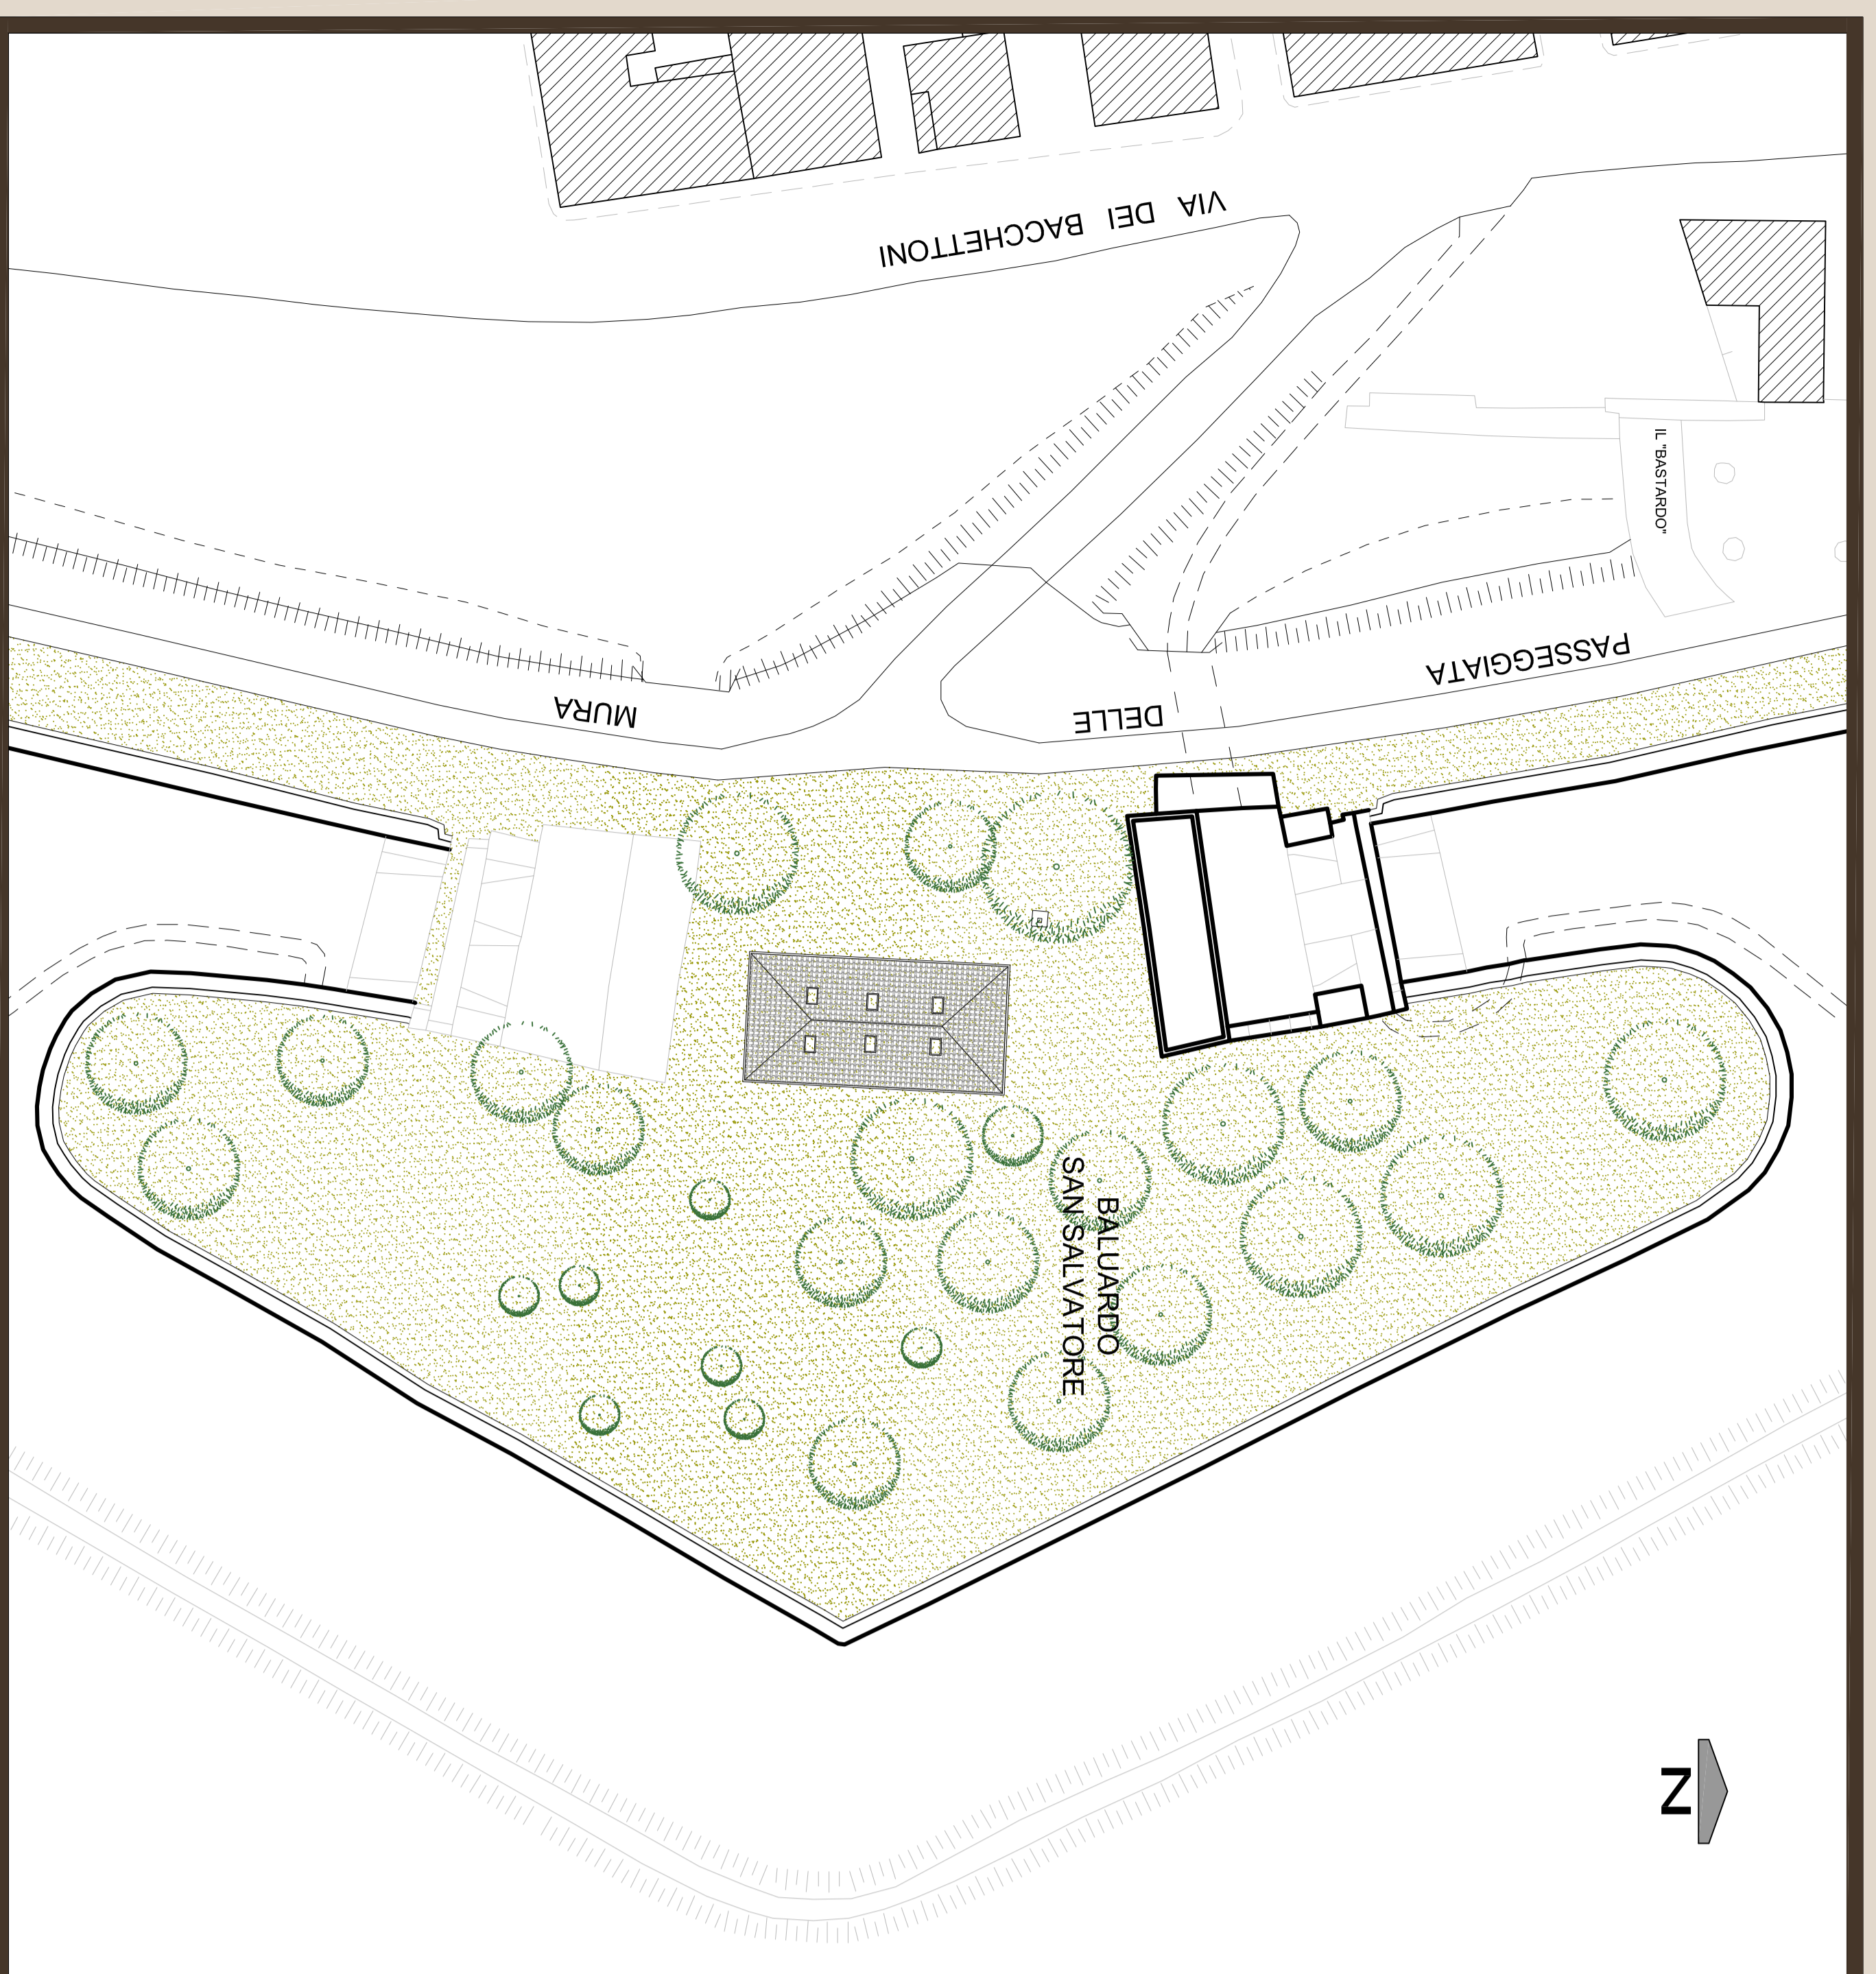 VIA DEI BACCHETTONI
IL "BASTARDO"
PASSEGGIATA
DELLE
MURA
BALUARDO
SAN SALVATORE
N